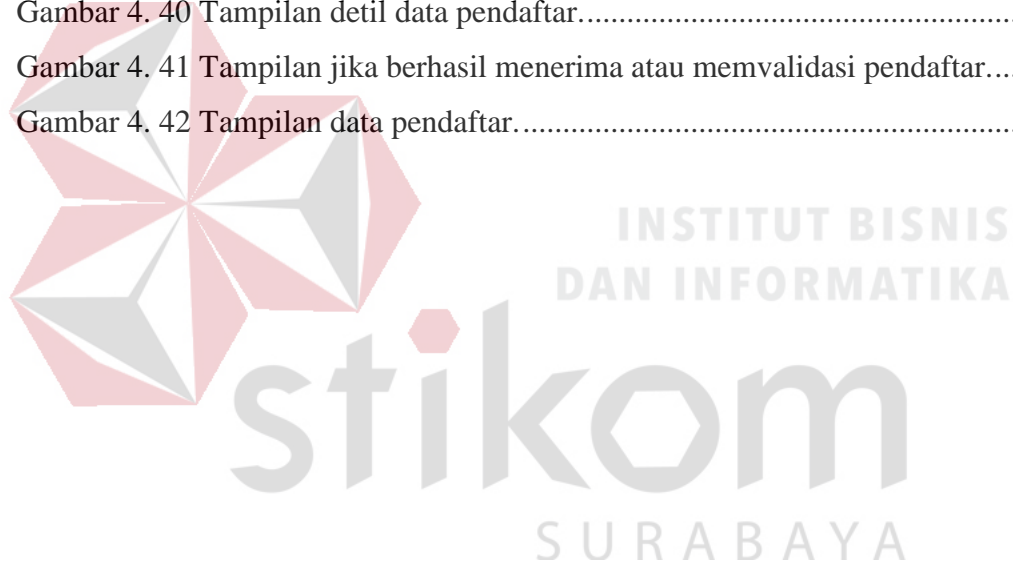 Gambar 4. 40 Tampilan detil data pendaftar.......................................................
Gambar 4. 41 Tampilan jika berhasil menerima atau memvalidasi pendaftar....
Gambar 4. 42 Tampilan data pendaftar...............................................................
INSTITUT BISNIS
DAN INFORMATIKA
stikom
SURABAYA